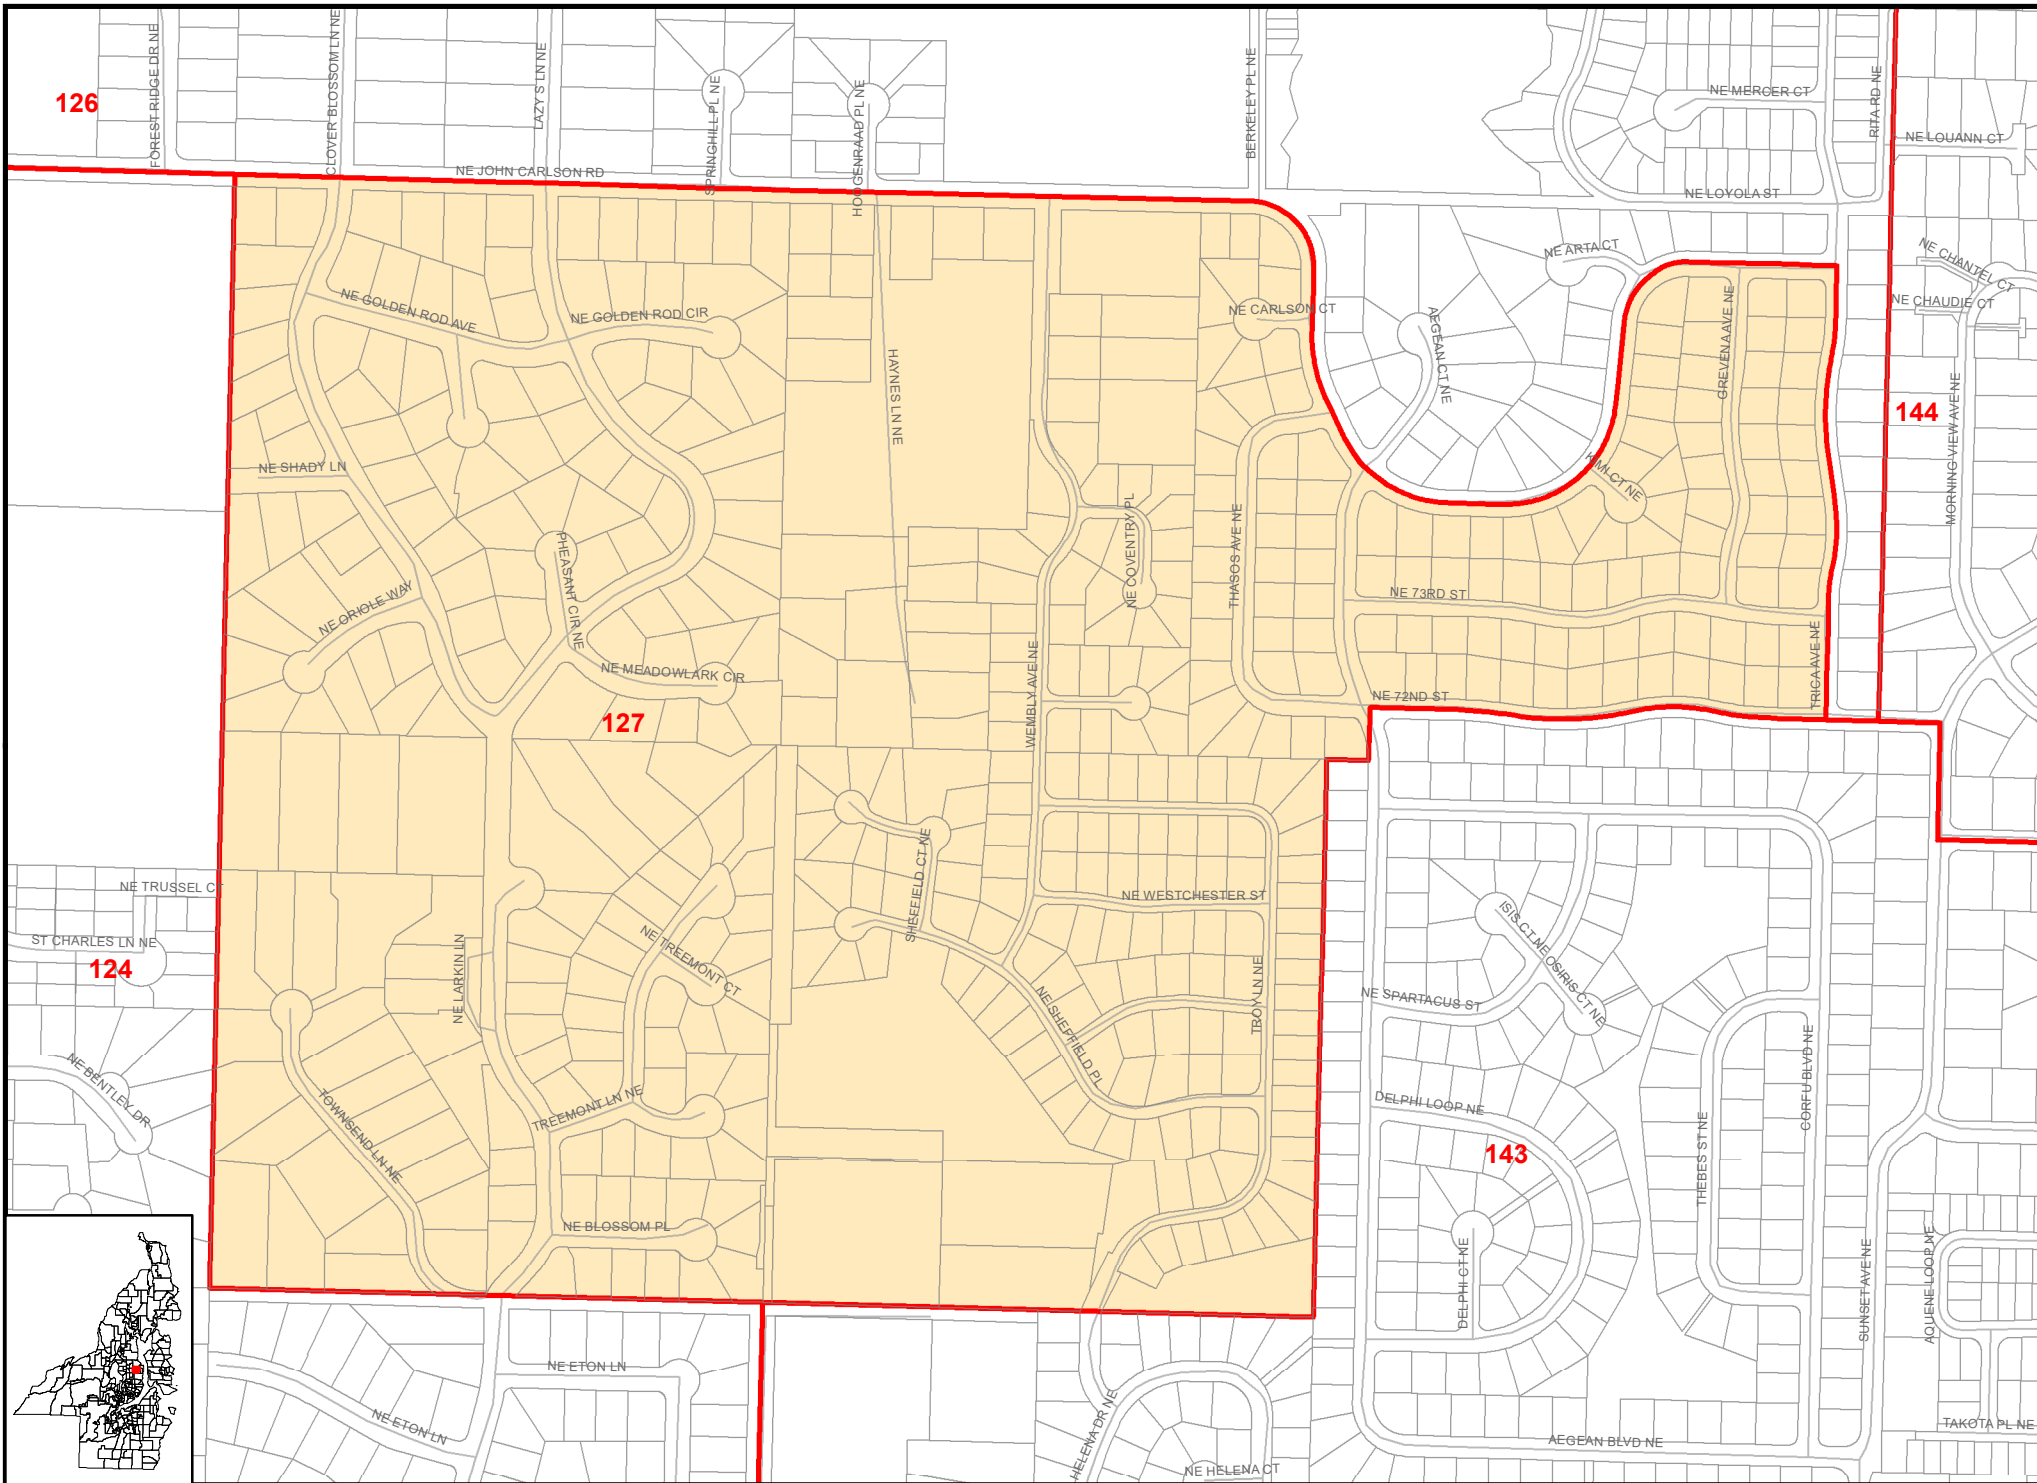 126
FOREST RIDGE DR NE
CLOVER BLOSSOM LN NE
LAZY S LN NE
SPRINGHILL PL NE
HOOGENRAD PL NE
BERKELEY PL NE
NE MERCER CT
RITA RD NE
NE LOUANN CT
NE JOHN CARLSON RD
NE LOYOLA ST
NE ARTA CT
NE CHANTEL CT
NE CHAUDIE CT
NE GOLDEN ROD AVE
NE GOLDEN ROD CIR
NE CARLSON CT
AEGEAN CT NE
GREVENA AVE NE
HAYNES LN NE
144
MORNING VIEW AVE NE
NE SHADY LN
KIMI CT NE
NE COVENTRY PL
THASOS AVE NE
PHEASANT CIR NE
NE ORIOLE WAY
NE 73RD ST
NE MEADOWLARK CIR
WEMBLY AVE NE
TRICA AVE NE
NE 72ND ST
127
SHEFFIELD CT NE
NE TRUSSEL CT
NE WESTCHESTER ST
ST CHARLES LN NE
124
NE LARKIN LN
NE TREEMONT CT
ISIS CT NE
OSIRIS CT NE
NE SPARTACUS ST
TROY LN NE
NE SHEFFIELD PL
CORFU BLVD NE
NE BENTLEY DR
TOWNSEND LN NE
TREEMONT LN NE
DELPHI LOOP NE
143
THEBES ST NE
NE BLOSSOM PL
DELPHI CT NE
SUNSET AVE NE
AQUENE LOOP NE
NE ETON LN
NE ETON LN
HELENA DR NE
NE HELENA CT
AEGEAN BLVD NE
TAKOTA PL NE